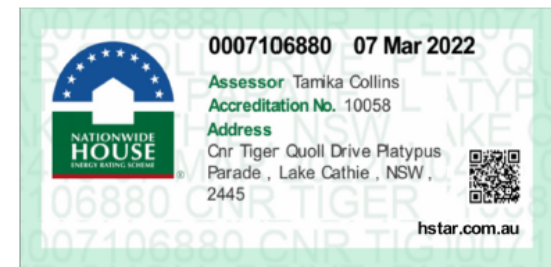 0007106880 07 Mar 2022
Assessor Tamika Collins
Accreditation No. 10058
Address
Cnr Tiger Quoll Drive Platypus
Parade , Lake Cathie , NSW ,
2445
hstar.com.au
NATIONWIDE
HOUSE
ENERGY RATING SCHEME
®